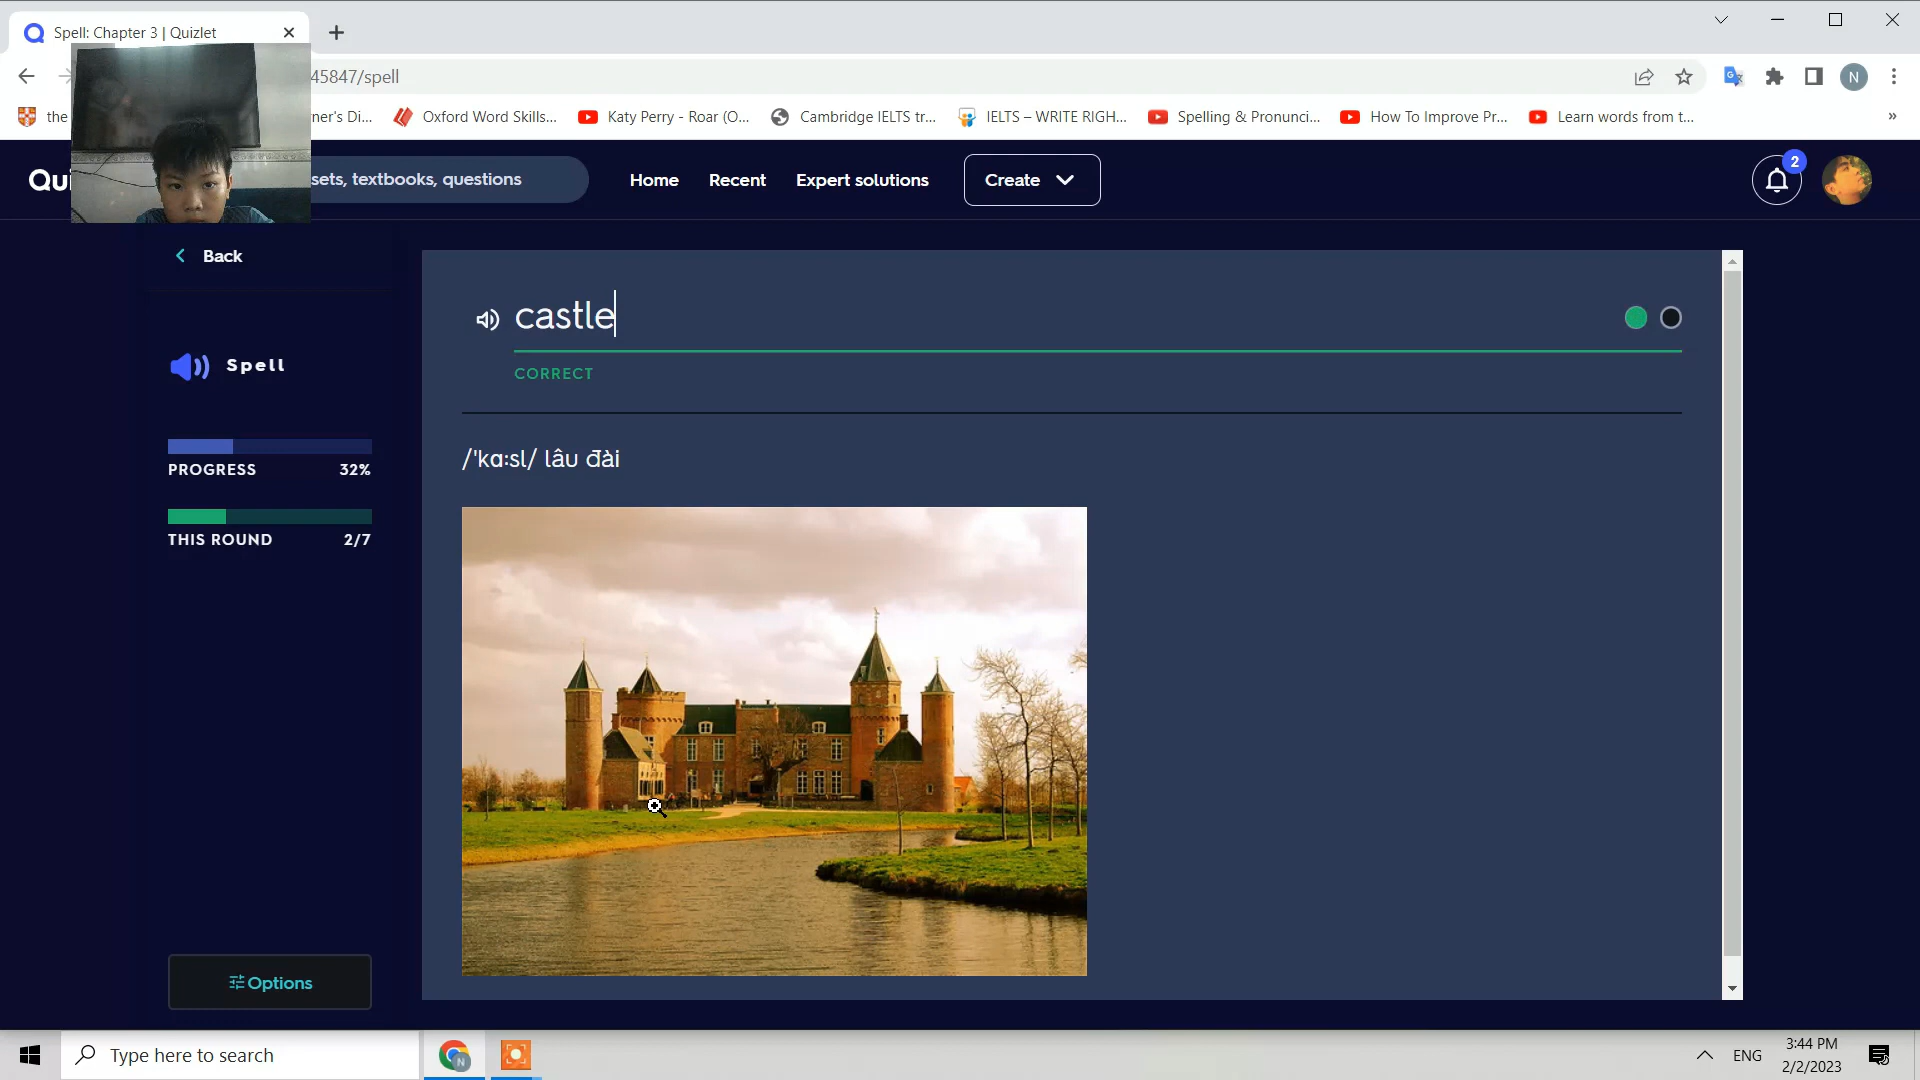 Spell: Chapter 3 | Quizlet
45847/spell
the
ner's Di...
Oxford Word Skills...
Katy Perry - Roar (O...
Cambridge IELTS tr...
IELTS – WRITE RIGH...
Spelling & Pronunci...
How To Improve Pr...
Learn words from t...
»
N
Qui
sets, textbooks, questions
Home
Recent
Expert solutions
Create
2
Back
castle
CORRECT
Spell
PROGRESS 32%
THIS ROUND 2/7
/'kɑːsl/ lâu đài
Options
Type here to search
N
ENG
3:44 PM
2/2/2023